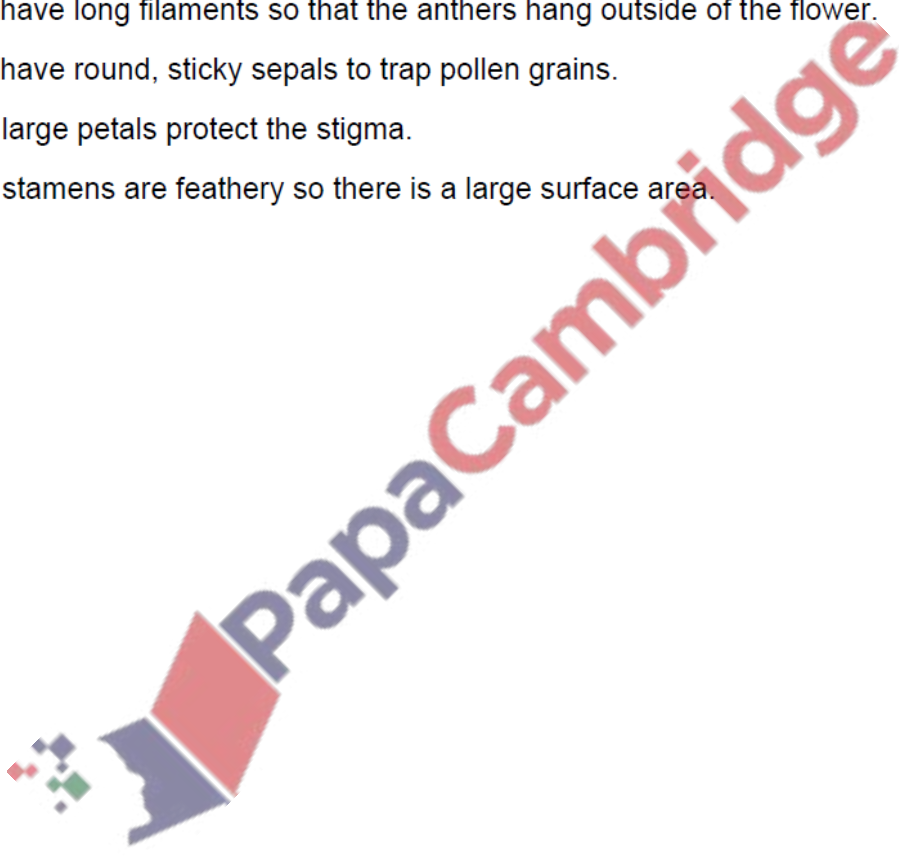 have long filaments so that the anthers hang outside of the flower.
have round, sticky sepals to trap pollen grains.
large petals protect the stigma.
stamens are feathery so there is a large surface area.
PapaCambridge